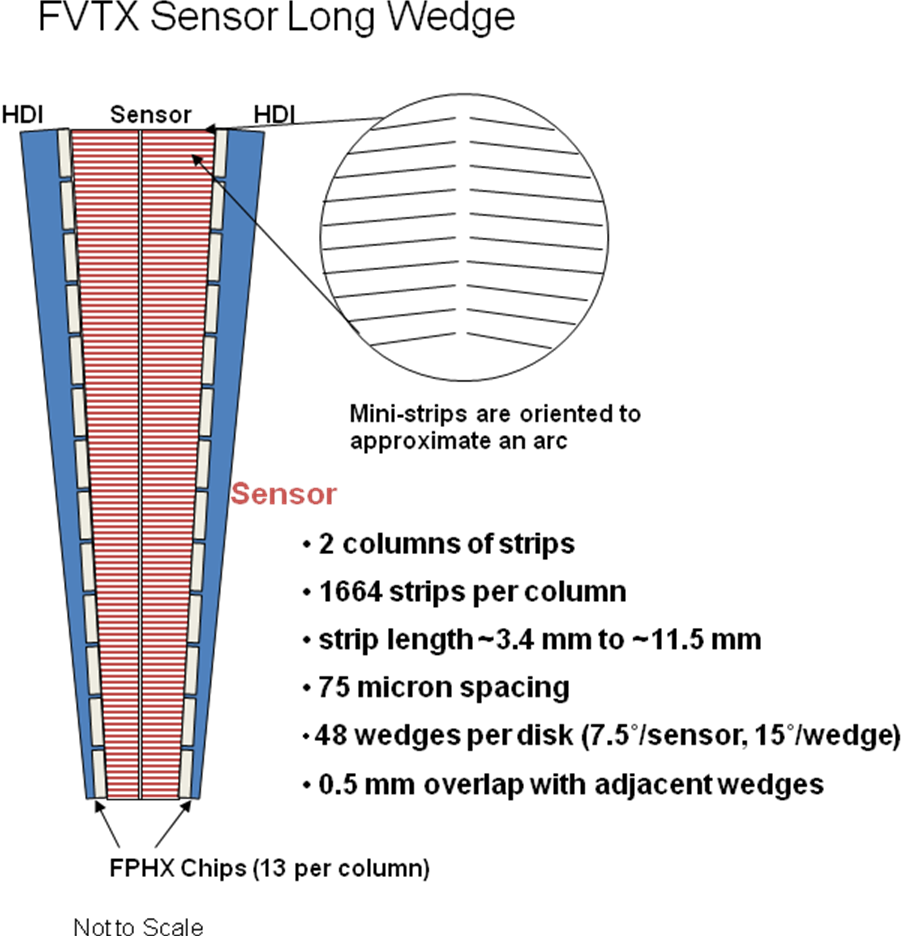 FVTX Sensor Long Wedge
HDI Sensor HDI
Mini-strips are oriented to
approximate an arc
Sensor
• 2 columns of strips
• 1664 strips per column
• strip length ~3.4 mm to ~11.5 mm
• 75 micron spacing
• 48 wedges per disk (7.5°/sensor, 15°/wedge)
• 0.5 mm overlap with adjacent wedges
FPHX Chips (13 per column)
Not to Scale